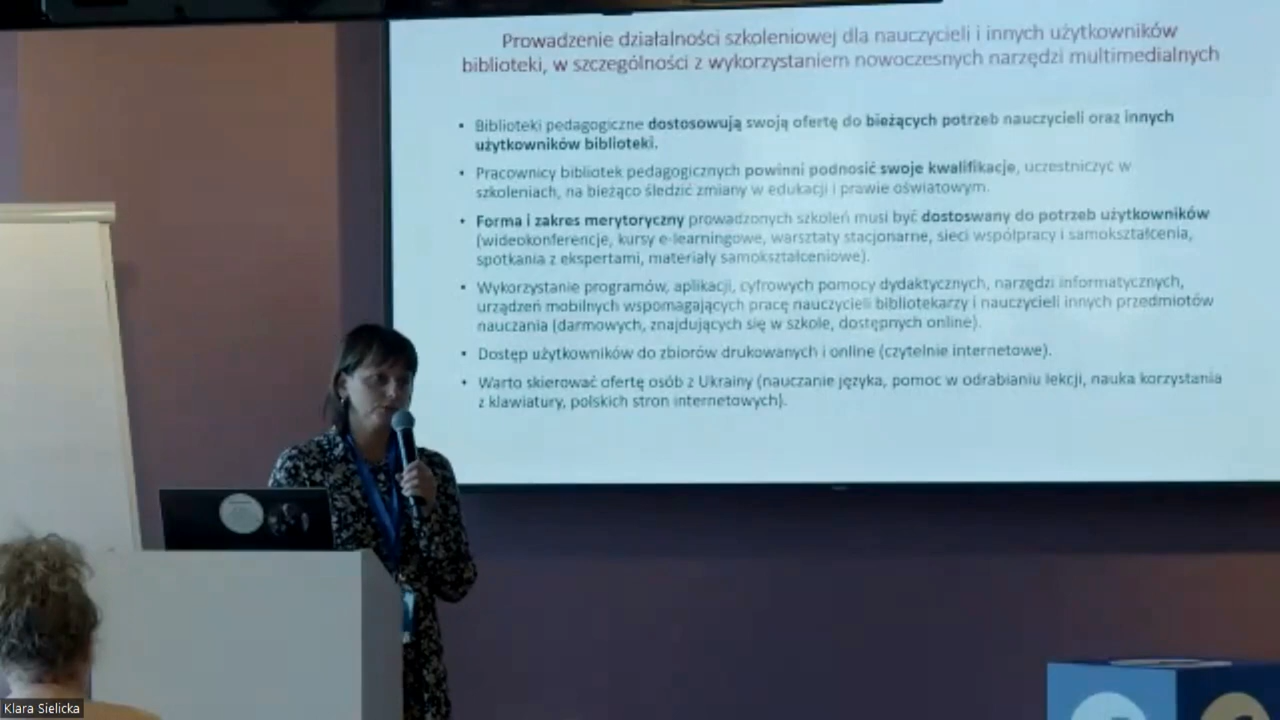 Prowadzenie działalności szkoleniowej dla nauczycieli i innych użytkowników
biblioteki, w szczególności z wykorzystaniem nowoczesnych narzędzi multimedialnych
• Biblioteki pedagogiczne dostosowują swoją ofertę do bieżących potrzeb nauczycieli oraz innych
użytkowników biblioteki.
• Pracownicy bibliotek pedagogicznych powinni podnosić swoje kwalifikacje, uczestniczyć w
szkoleniach, na bieżąco śledzić zmiany w edukacji i prawie oświatowym.
• Forma i zakres merytoryczny prowadzonych szkoleń musi być dostoswany do potrzeb użytkowników
(wideokonferencje, kursy e-learningowe, warsztaty stacjonarne, sieci współpracy i samokształcenia,
spotkania z ekspertami, materiały samokształceniowe).
• Wykorzystanie programów, aplikacji, cyfrowych pomocy dydaktycznych, narzędzi informatycznych,
urządzeń mobilnych wspomagających pracę nauczycieli bibliotekarzy i nauczycieli innych przedmiotów
nauczania (darmowych, znajdujących się w szkole, dostępnych online).
• Dostęp użytkowników do zbiorów drukowanych i online (czytelnie internetowe).
• Warto skierować ofertę osób z Ukrainy (nauczanie języka, pomoc w odrabianiu lekcji, nauka korzystania
z klawiatury, polskich stron internetowych).
Klara Sielicka